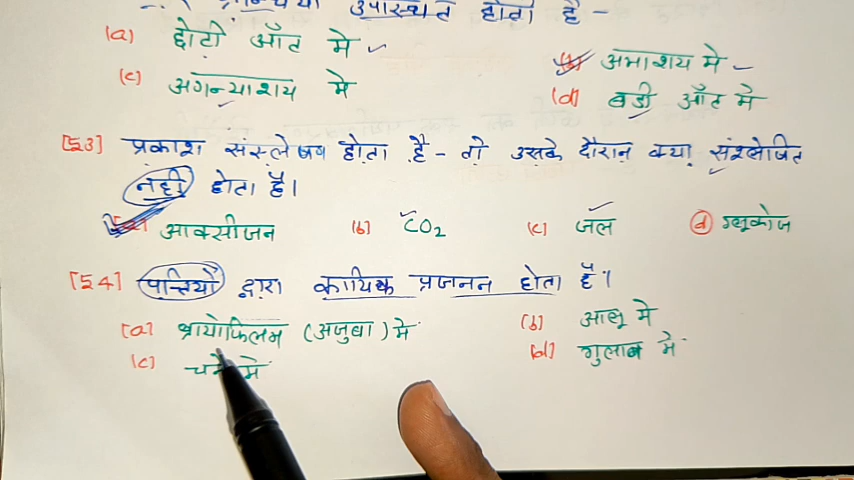 उपस्थित होता है -
(a) छोटी आँत मे
(b) अमाशय मे
(c) अगन्याशय मे
(d) बडी आँत मे
[53] प्रकाश संस्लेषण होता है - तो उसके दौरान क्या संश्लेषित
नही होता है।
आक्सीजन (b) CO₂ (c) जल (d) ग्लूकोज
[54] पत्तियों द्वारा कायिक प्रजनन होता है।
(a) ब्रायोफिलम (अजुबा) मे
(b) आलू मे
(c) चने मे
(d) गुलाब मे